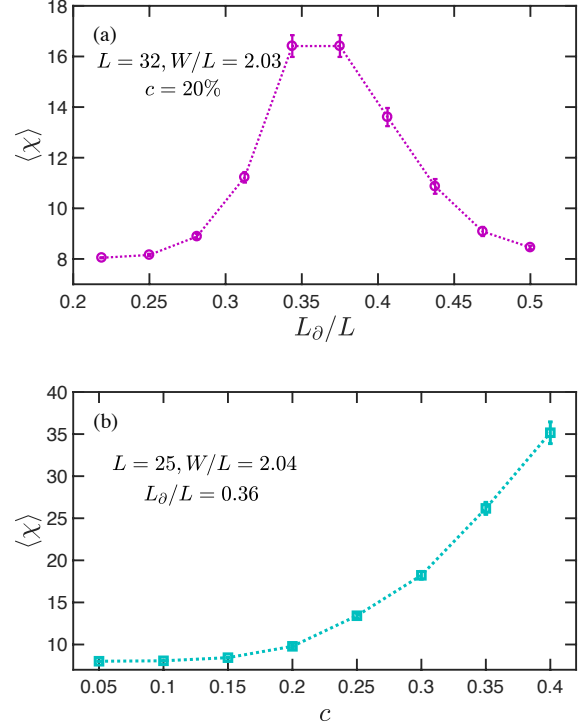 18
(a)
L = 32, W/L = 2.03
16
c = 20%
14
⟨χ⟩
12
10
8
0.2 0.25 0.3 0.35 0.4 0.45 0.5
L∂/L
40
(b)
35
L = 25, W/L = 2.04
30
L∂/L = 0.36
25
⟨χ⟩
20
15
10
0.05 0.1 0.15 0.2 0.25 0.3 0.35 0.4
c